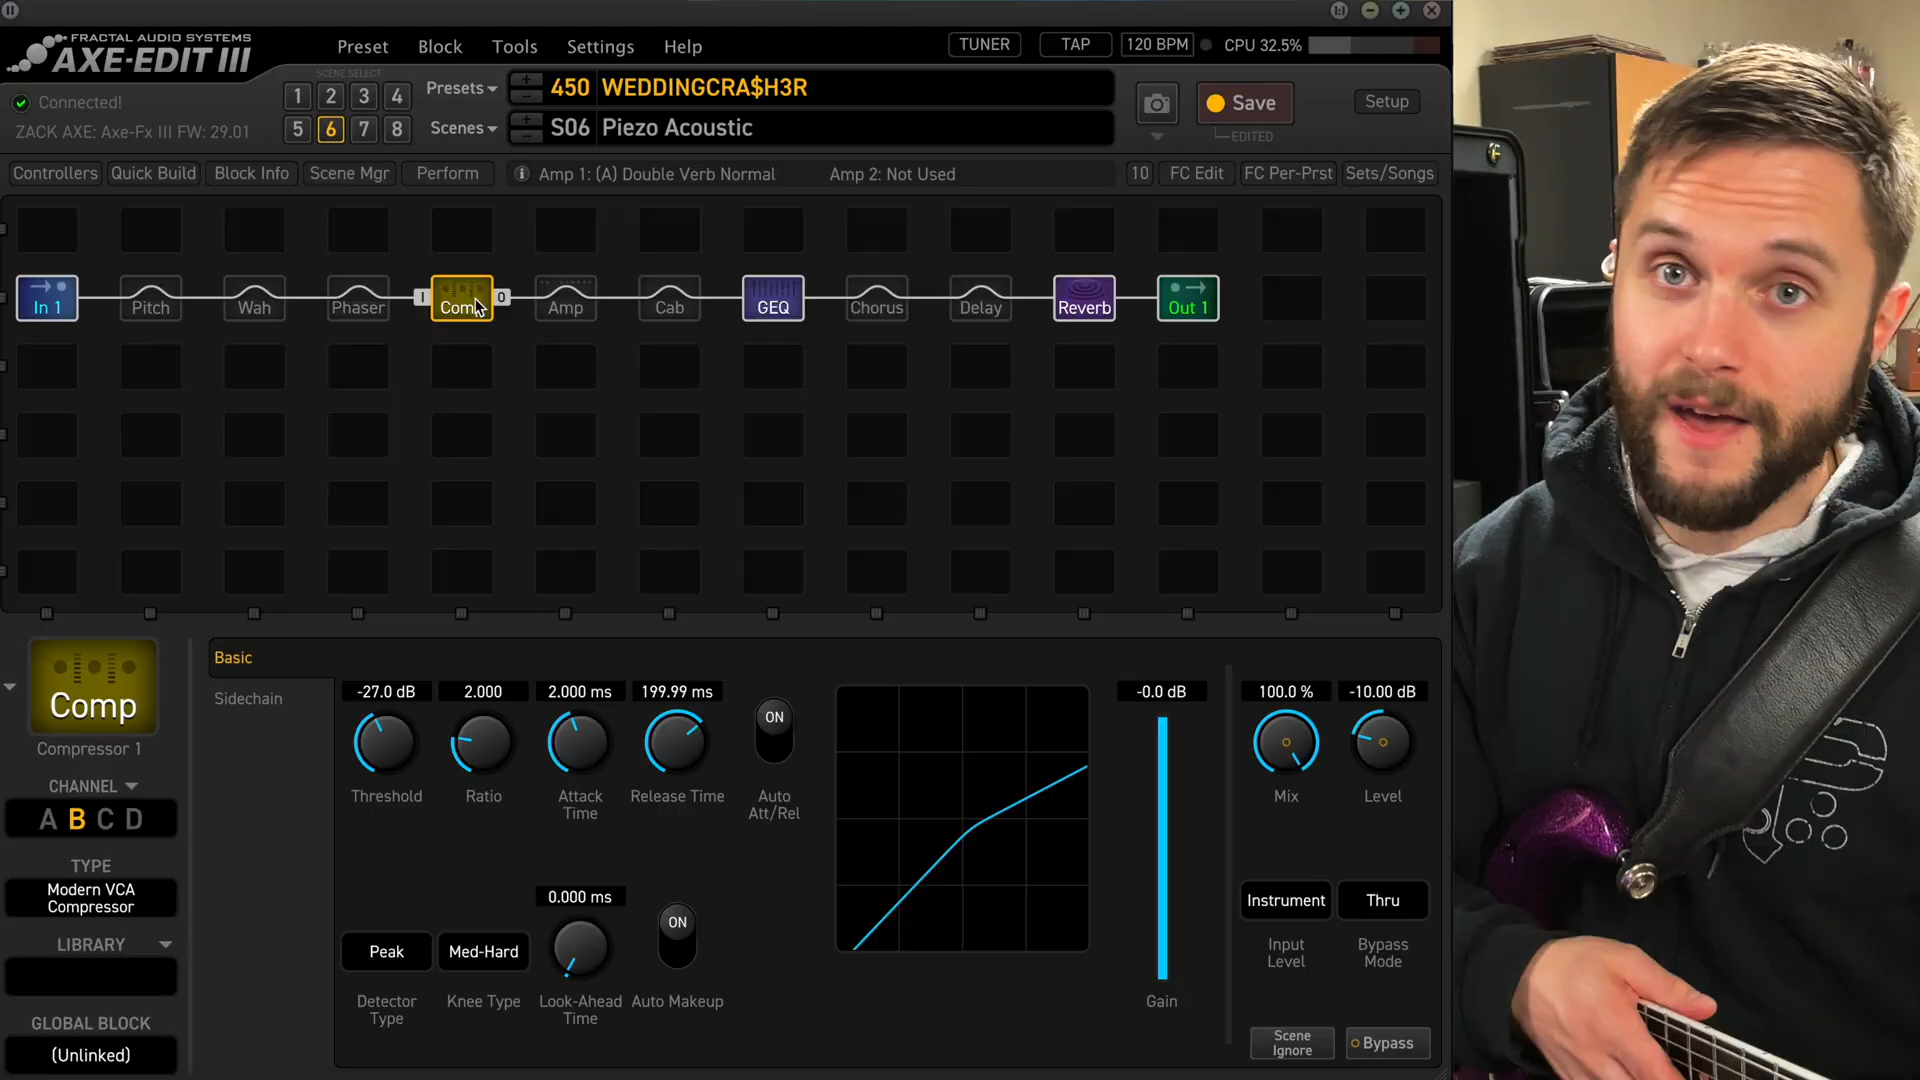 FRACTAL AUDIO SYSTEMS
AXE-EDIT III
Preset
Block
Tools
Settings
Help
TUNER
TAP
120 BPM
CPU 32.5%
1:1
Connected!
ZACK AXE: Axe-Fx III FW: 29.01
SCENE SELECT
1 2 3 4
5 6 7 8
Presets
450 WEDDINGCRA$H3R
Scenes
S06 Piezo Acoustic
Save
EDITED
Setup
Controllers
Quick Build
Block Info
Scene Mgr
Perform
Amp 1: (A) Double Verb Normal
Amp 2: Not Used
10
FC Edit
FC Per-Prst
Sets/Songs
In 1
Pitch
Wah
Phaser
I
Com
O
Amp
Cab
GEQ
Chorus
Delay
Reverb
Out 1
Comp
Compressor 1
CHANNEL
A B C D
TYPE
Modern VCA
Compressor
LIBRARY
GLOBAL BLOCK
(Unlinked)
Basic
Sidechain
-27.0 dB
2.000
2.000 ms
199.99 ms
ON
Threshold
Ratio
Attack
Time
Release Time
Auto
Att/Rel
0.000 ms
ON
Peak
Med-Hard
Detector
Type
Knee Type
Look-Ahead
Time
Auto Makeup
-0.0 dB
Gain
100.0 %
-10.00 dB
Mix
Level
Instrument
Thru
Input
Level
Bypass
Mode
Scene
Ignore
Bypass